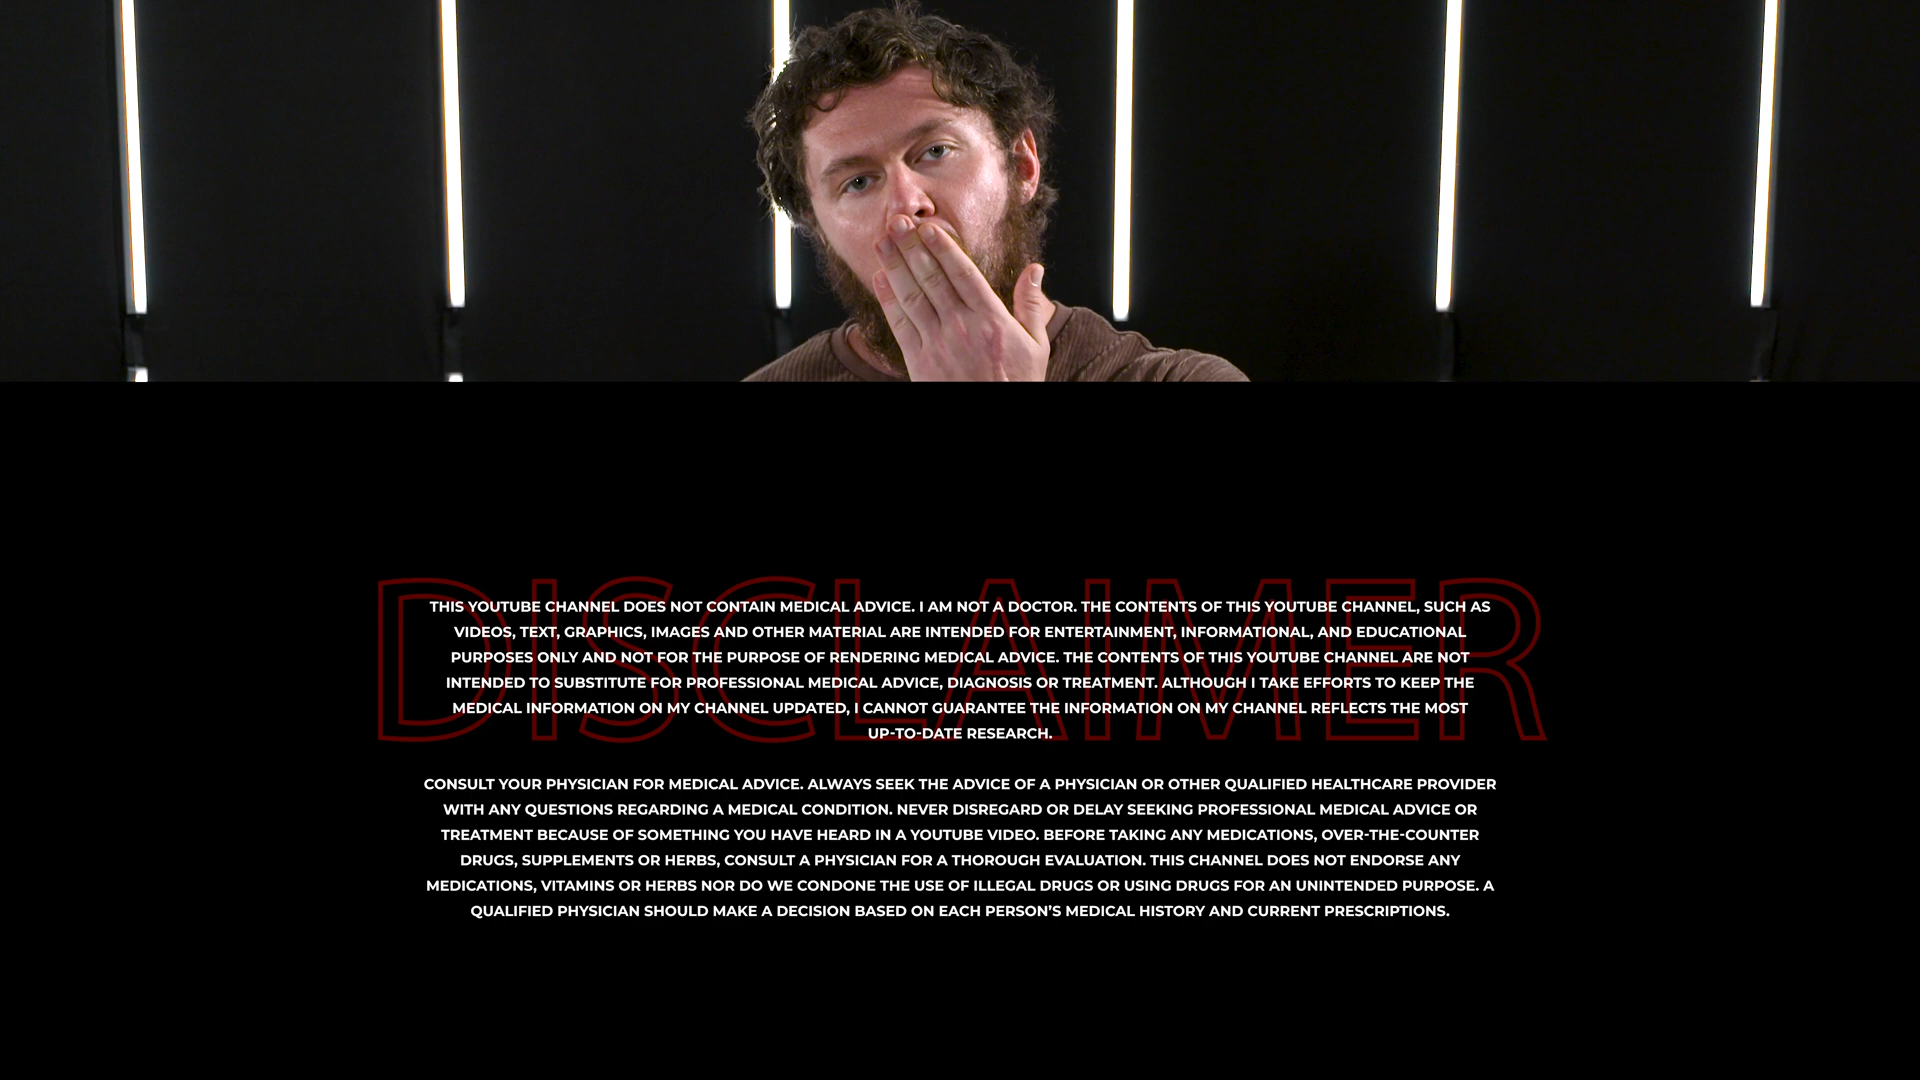 DISCLAIMER
THIS YOUTUBE CHANNEL DOES NOT CONTAIN MEDICAL ADVICE. I AM NOT A DOCTOR. THE CONTENTS OF THIS YOUTUBE CHANNEL, SUCH AS
VIDEOS, TEXT, GRAPHICS, IMAGES AND OTHER MATERIAL ARE INTENDED FOR ENTERTAINMENT, INFORMATIONAL, AND EDUCATIONAL
PURPOSES ONLY AND NOT FOR THE PURPOSE OF RENDERING MEDICAL ADVICE. THE CONTENTS OF THIS YOUTUBE CHANNEL ARE NOT
INTENDED TO SUBSTITUTE FOR PROFESSIONAL MEDICAL ADVICE, DIAGNOSIS OR TREATMENT. ALTHOUGH I TAKE EFFORTS TO KEEP THE
MEDICAL INFORMATION ON MY CHANNEL UPDATED, I CANNOT GUARANTEE THE INFORMATION ON MY CHANNEL REFLECTS THE MOST
UP-TO-DATE RESEARCH.
CONSULT YOUR PHYSICIAN FOR MEDICAL ADVICE. ALWAYS SEEK THE ADVICE OF A PHYSICIAN OR OTHER QUALIFIED HEALTHCARE PROVIDER
WITH ANY QUESTIONS REGARDING A MEDICAL CONDITION. NEVER DISREGARD OR DELAY SEEKING PROFESSIONAL MEDICAL ADVICE OR
TREATMENT BECAUSE OF SOMETHING YOU HAVE HEARD IN A YOUTUBE VIDEO. BEFORE TAKING ANY MEDICATIONS, OVER-THE-COUNTER
DRUGS, SUPPLEMENTS OR HERBS, CONSULT A PHYSICIAN FOR A THOROUGH EVALUATION. THIS CHANNEL DOES NOT ENDORSE ANY
MEDICATIONS, VITAMINS OR HERBS NOR DO WE CONDONE THE USE OF ILLEGAL DRUGS OR USING DRUGS FOR AN UNINTENDED PURPOSE. A
QUALIFIED PHYSICIAN SHOULD MAKE A DECISION BASED ON EACH PERSON'S MEDICAL HISTORY AND CURRENT PRESCRIPTIONS.